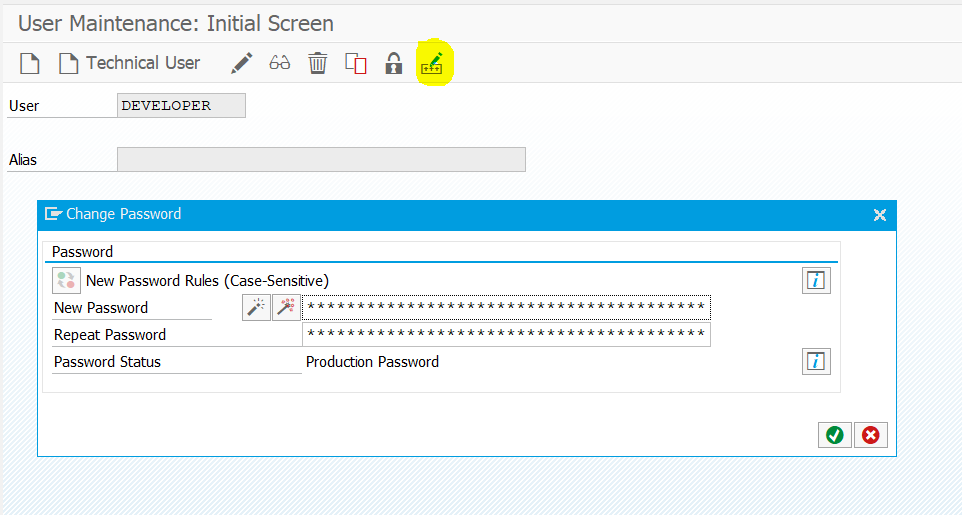 User Maintenance: Initial Screen
Technical User
User DEVELOPER
Alias
Change Password
Password
New Password Rules (Case-Sensitive)
New Password ****************************************
Repeat Password ****************************************
Password Status Production Password